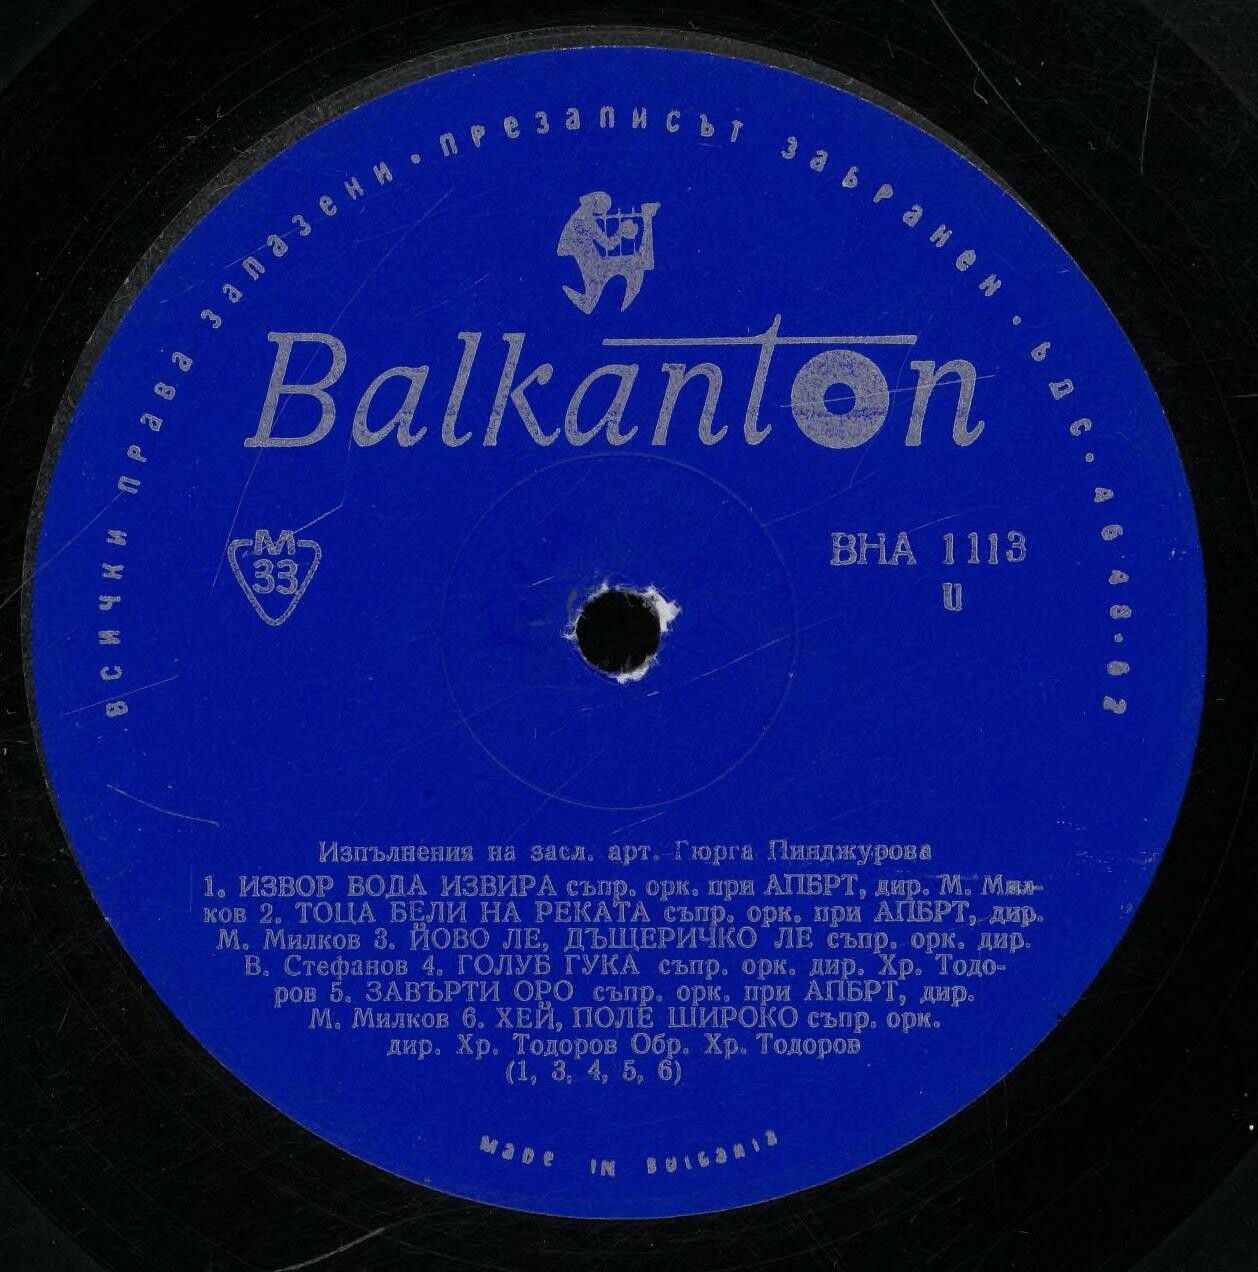 всички права запазени · презаписът забранен · ъдс · 4648 · 62
Balkanton
М
33
ВНА 1113
II
Изпълнения на засл. арт. Гюрга Пинджурова
1. ИЗВОР ВОДА ИЗВИРА съпр. орк. при АПБРТ, дир. М. Мил-
ков 2. ТОЦА БЕЛИ НА РЕКАТА съпр. орк. при АПБРТ, дир.
М. Милков 3. ЙОВО ЛЕ, ДЪЩЕРИЧКО ЛЕ съпр. орк. дир.
В. Стефанов 4. ГОЛУБ ГУКА съпр. орк. дир. Хр. Тодо-
ров 5. ЗАВЪРТИ ОРО съпр. орк. при АПБРТ, дир.
М. Милков 6. ХЕЙ, ПОЛЕ ШИРОКО съпр. орк.
дир. Хр. Тодоров Обр. Хр. Тодоров
(1, 3, 4, 5, 6)
made in bulgaria